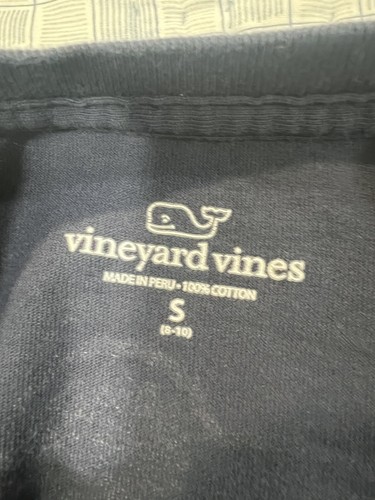 vineyard vines
MADE IN PERU • 100% COTTON
S
(8-10)